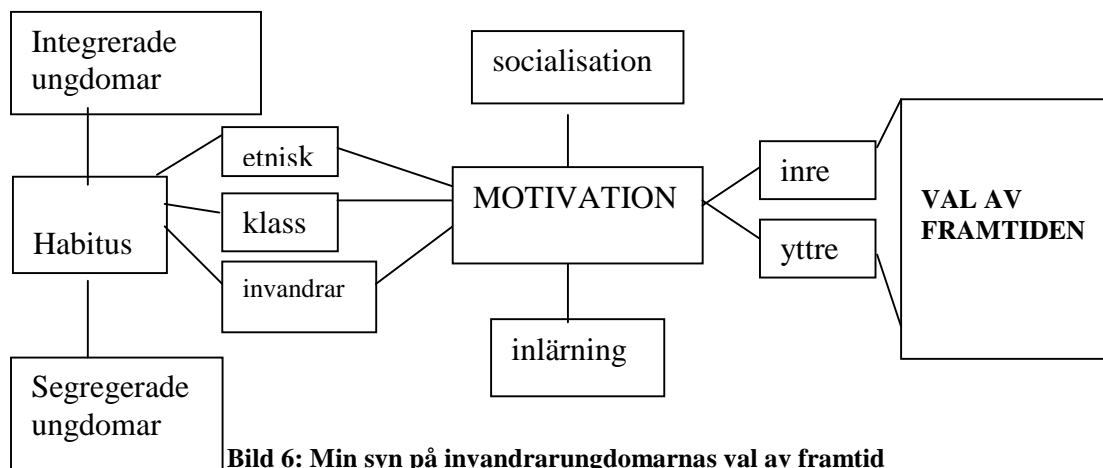 Integrerade
ungdomar
socialisation
etnisk
inre
MOTIVATION
VAL AV
FRAMTIDEN
Habitus
klass
yttre
invandrar
inlärning
Segregerade
ungdomar
Bild 6: Min syn på invandrarungdomarnas val av framtid